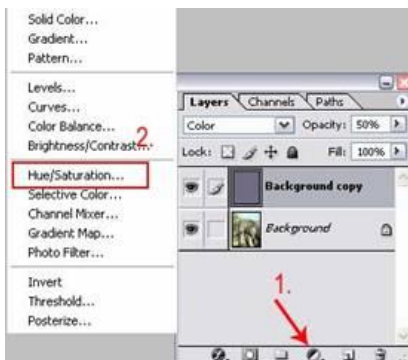 Solid Color...
Gradient...
Pattern...
Levels...
Curves...
Color Balance...
Brightness/Contrast...
2.
Hue/Saturation...
Selective Color...
Channel Mixer...
Gradient Map...
Photo Filter...
Invert
Threshold...
Posterize...
Layers Channels Paths
Color Opacity: 50%
Lock: Fill: 100%
Background copy
Background
1.